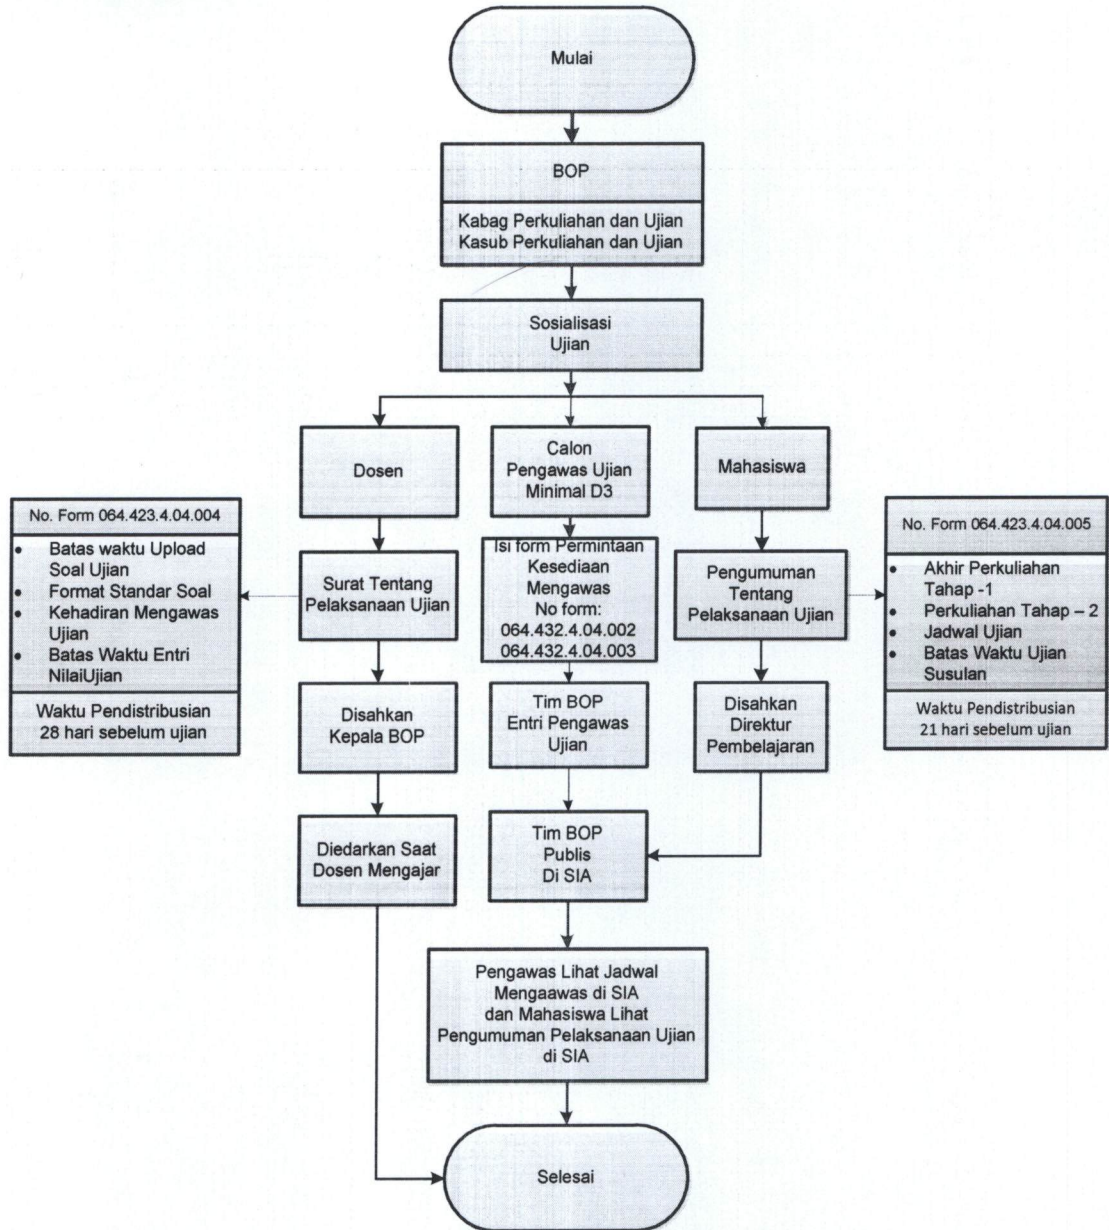 Mulai
BOP
Kabag Perkuliahan dan Ujian
Kasub Perkuliahan dan Ujian
Sosialisasi
Ujian
Dosen
Calon
Pengawas Ujian
Minimal D3
Mahasiswa
No. Form 064.423.4.04.004
• Batas waktu Upload
Soal Ujian
• Format Standar Soal
• Kehadiran Mengawas
Ujian
• Batas Waktu Entri
NilaiUjian
Waktu Pendistribusian
28 hari sebelum ujian
Surat Tentang
Pelaksanaan Ujian
Isi form Permintaan
Kesediaan
Mengawas
No form:
064.432.4.04.002
064.432.4.04.003
Pengumuman
Tentang
Pelaksanaan Ujian
No. Form 064.423.4.04.005
• Akhir Perkuliahan
Tahap -1
• Perkuliahan Tahap – 2
• Jadwal Ujian
• Batas Waktu Ujian
Susulan
Waktu Pendistribusian
21 hari sebelum ujian
Disahkan
Kepala BOP
Tim BOP
Entri Pengawas
Ujian
Disahkan
Direktur
Pembelajaran
Diedarkan Saat
Dosen Mengajar
Tim BOP
Publis
Di SIA
Pengawas Lihat Jadwal
Mengaawas di SIA
dan Mahasiswa Lihat
Pengumuman Pelaksanaan Ujian
di SIA
Selesai